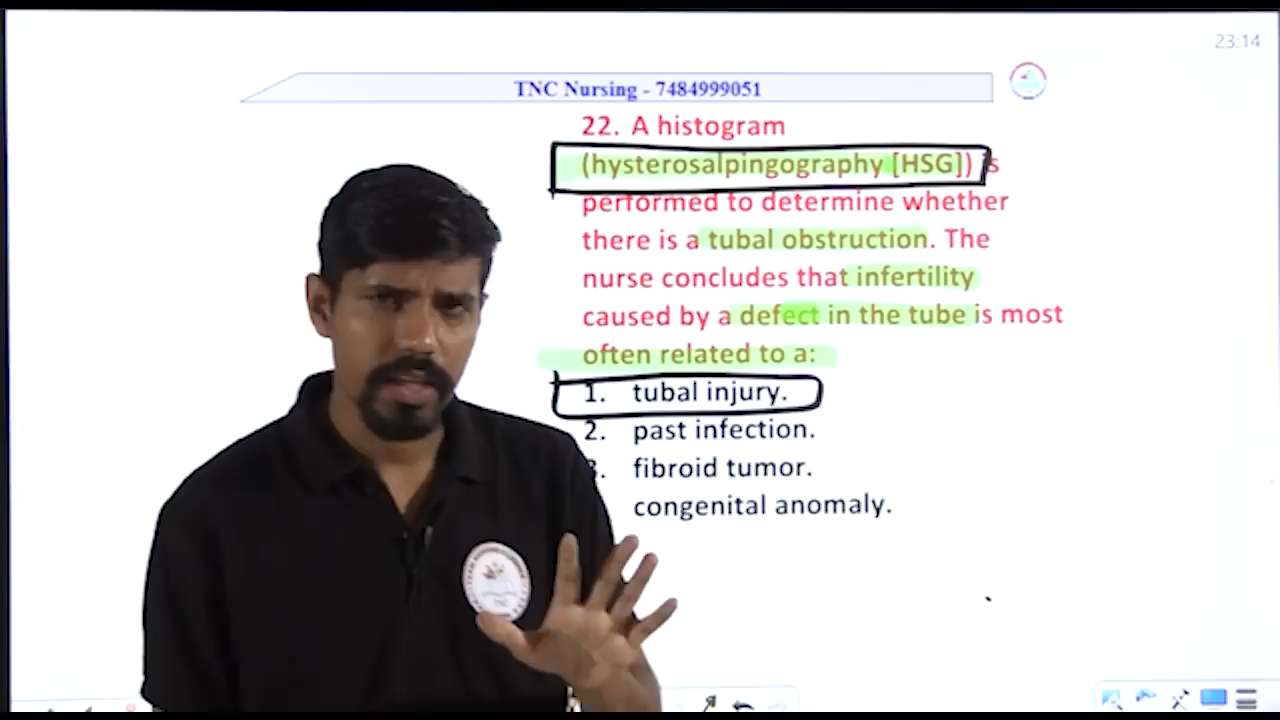 23:14
TNC Nursing - 7484999051
22. A histogram
(hysterosalpingography [HSG]) is
performed to determine whether
there is a tubal obstruction. The
nurse concludes that infertility
caused by a defect in the tube is most
often related to a:
1. tubal injury.
2. past infection.
3. fibroid tumor.
congenital anomaly.